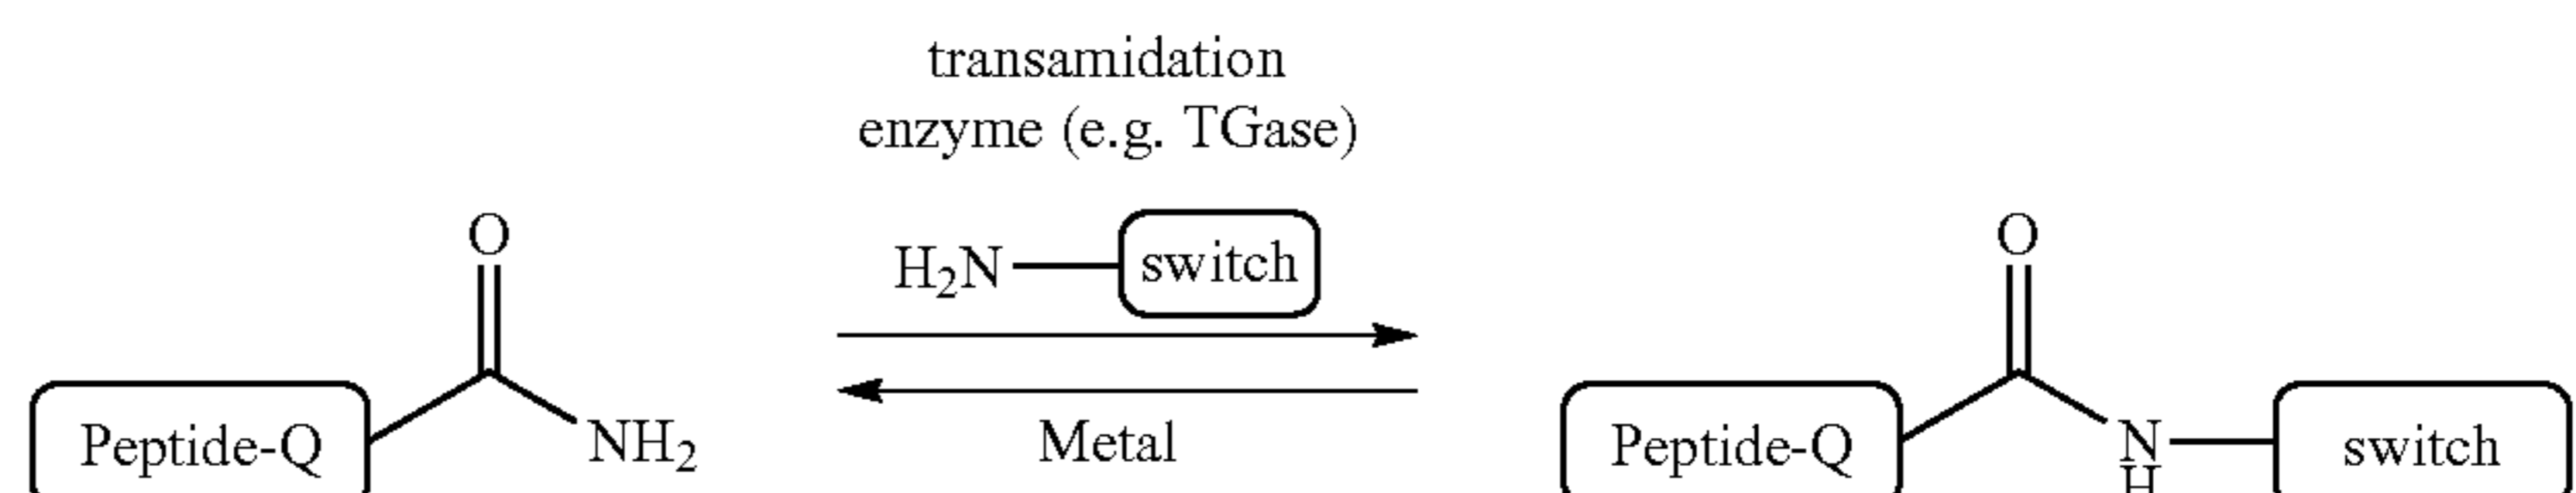 transamidation
enzyme (e.g. TGase)
O
H₂N
switch
O
Peptide-Q
NH₂
Metal
Peptide-Q
N
H
switch